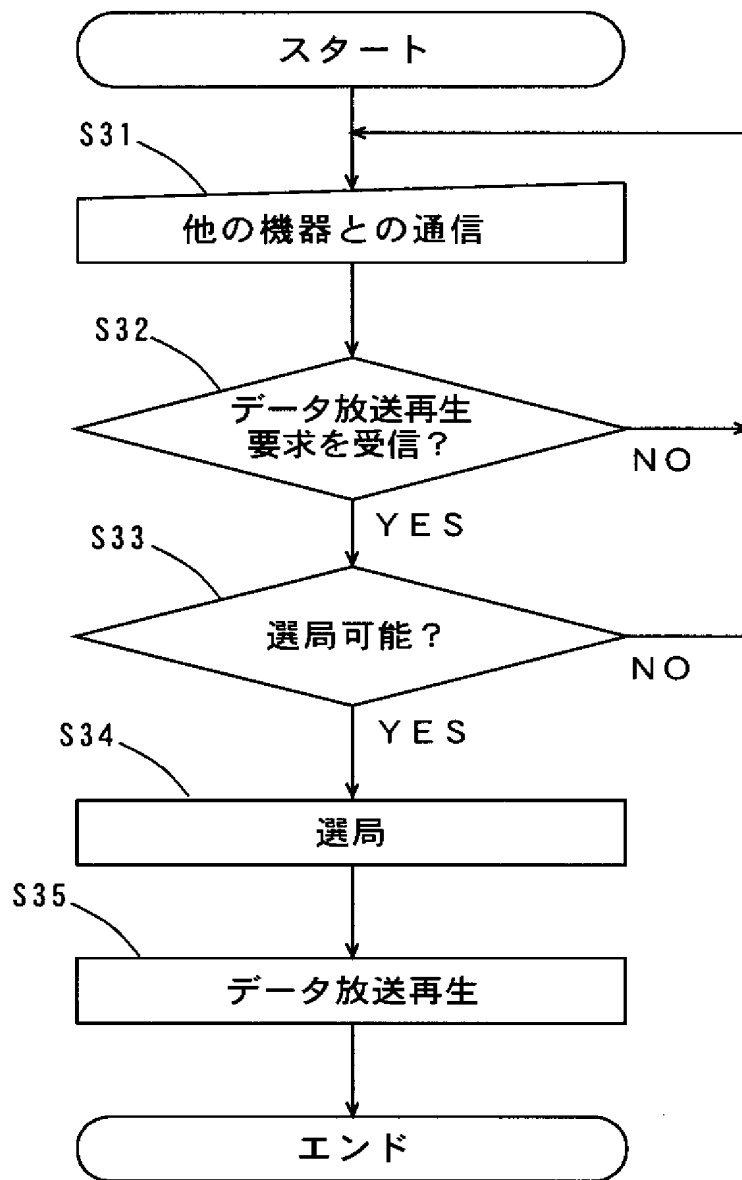 スタート
S31
他の機器との通信
S32
データ放送再生
要求を受信？
NO
YES
S33
選局可能？
NO
YES
S34
選局
S35
データ放送再生
エンド